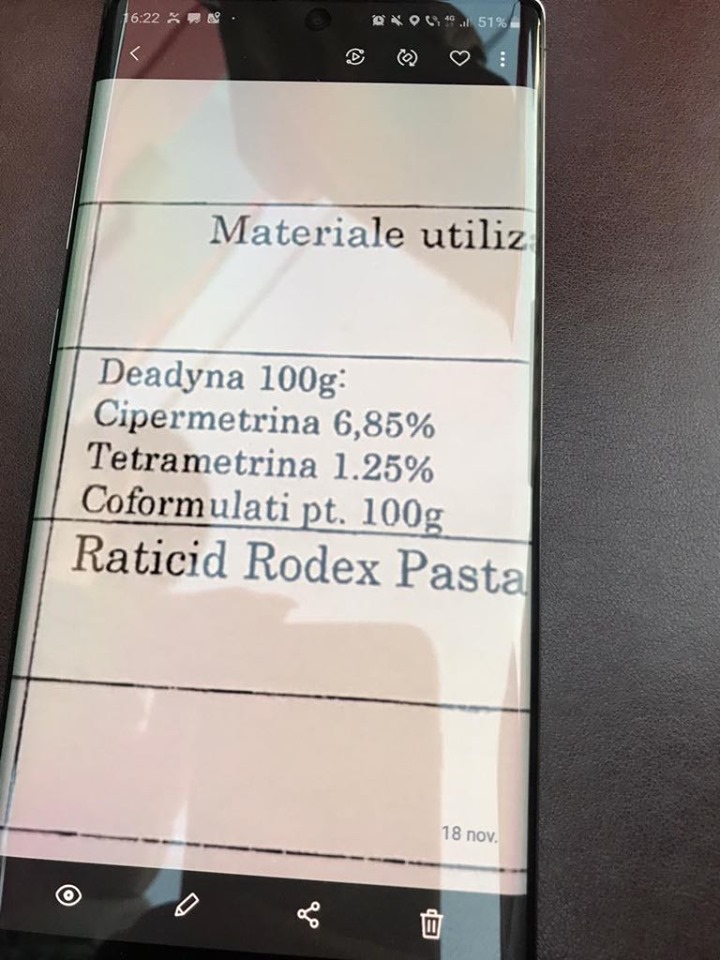 16:22
4G 51%
Materiale utiliz
Deadyna 100g:
Cipermetrina 6,85%
Tetrametrina 1.25%
Coformulati pt. 100g
Raticid Rodex Pasta
18 nov.